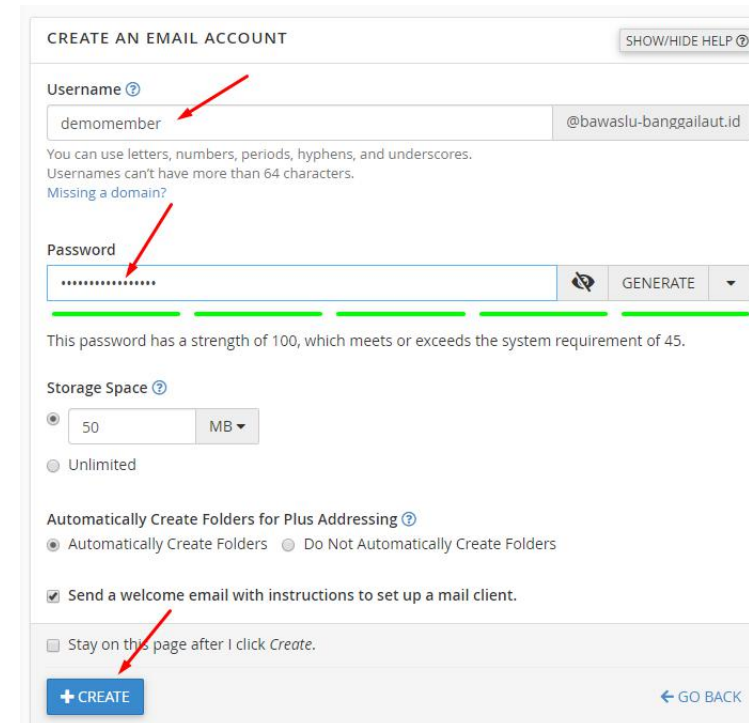 CREATE AN EMAIL ACCOUNT
SHOW/HIDE HELP
Username
demomember
@bawaslu-banggailaut.id
You can use letters, numbers, periods, hyphens, and underscores.
Usernames can't have more than 64 characters.
Missing a domain?
Password
GENERATE
This password has a strength of 100, which meets or exceeds the system requirement of 45.
Storage Space
50
MB
Unlimited
Automatically Create Folders for Plus Addressing
Automatically Create Folders
Do Not Automatically Create Folders
Send a welcome email with instructions to set up a mail client.
Stay on this page after I click Create.
+ CREATE
GO BACK